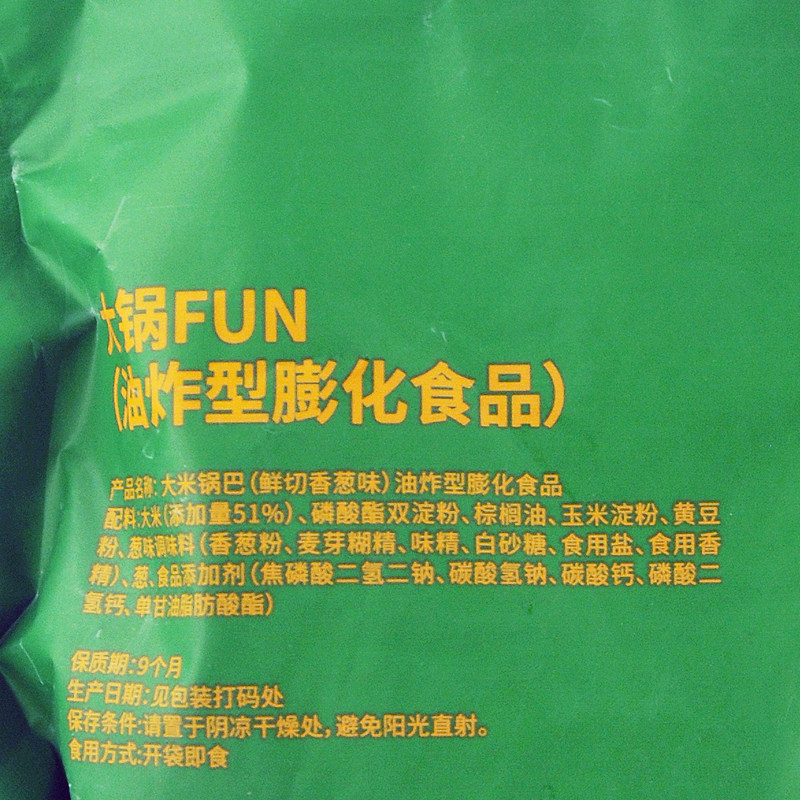 大锅FUN
(油炸型膨化食品)
产品名称:大米锅巴(鲜切香葱味)油炸型膨化食品
配料:大米(添加量51%)、磷酸酯双淀粉、棕榈油、玉米淀粉、黄豆
粉、葱味调味料(香葱粉、麦芽糊精、味精、白砂糖、食用盐、食用香
精)、葱、食品添加剂(焦磷酸二氢二钠、碳酸氢钠、碳酸钙、磷酸二
氢钙、单甘油脂肪酸酯)
保质期:9个月
生产日期:见包装打码处
保存条件:请置于阴凉干燥处,避免阳光直射。
食用方式:开袋即食